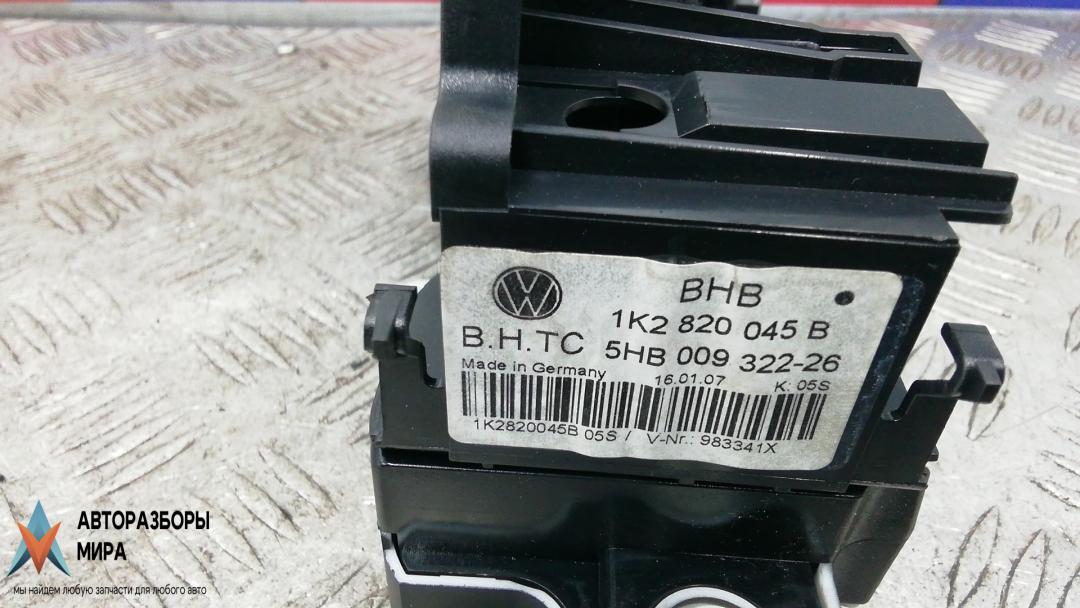 BHB
1K2 820 045 B
B.H.TC 5HB 009 322-26
Made in Germany 16.01.07 K: 05S
1K2820045B 05S / V-Nr.: 983341X
АВТОРАЗБОРЫ
МИРА
мы найдем любую запчасти для любого авто